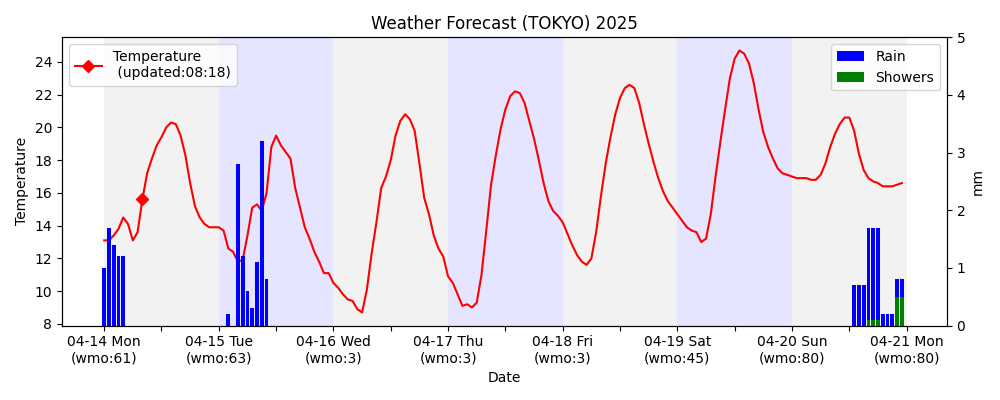 Weather Forecast (TOKYO) 2025
Temperature
(updated:08:18)
Rain
Showers
24
22
20
18
16
14
12
10
8
Temperature
5
4
3
2
1
0
mm
04-14 Mon 04-15 Tue 04-16 Wed 04-17 Thu 04-18 Fri 04-19 Sat 04-20 Sun 04-21 Mon
(wmo:61) (wmo:63) (wmo:3) (wmo:3) (wmo:3) (wmo:45) (wmo:80) (wmo:80)
Date